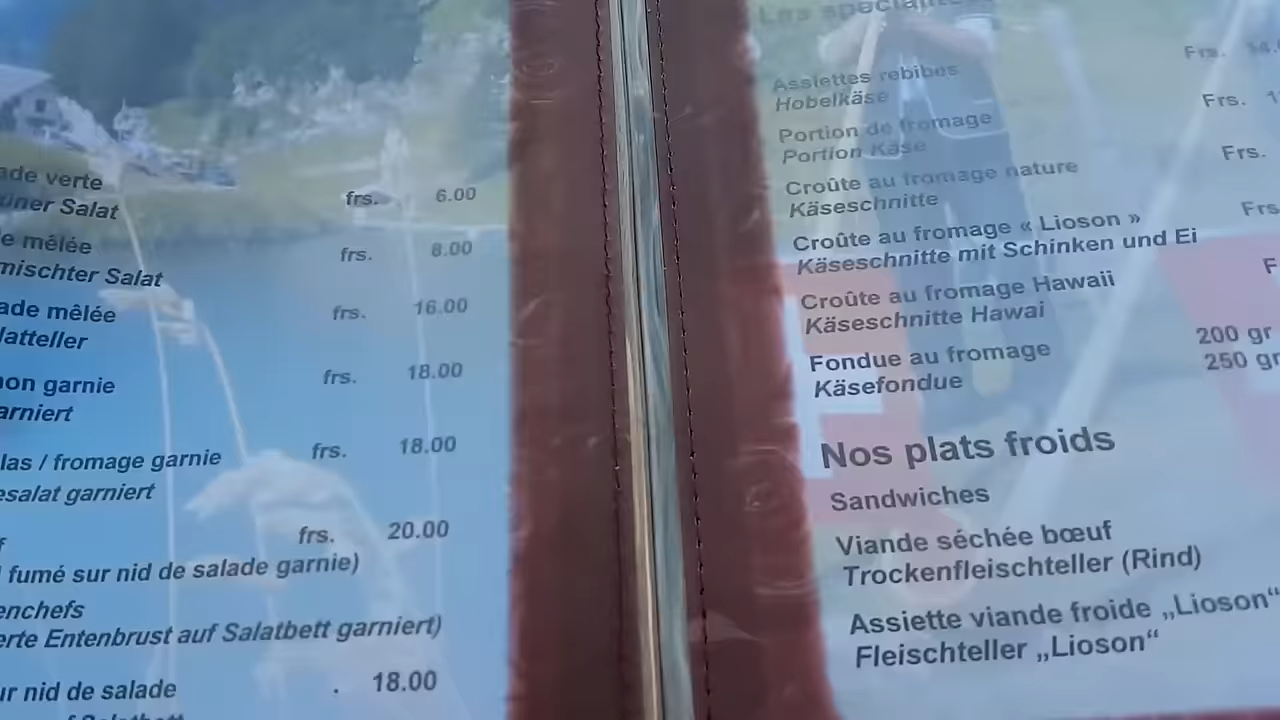 ade verte
üner Salat
frs. 6.00
e mêlée
mischter Salat
frs. 8.00
ade mêlée
latteller
frs. 16.00
on garnie
arniert
frs. 18.00
las / fromage garnie
esalat garniert
frs. 18.00
frs. 20.00
fumé sur nid de salade garnie)
enchefs
erte Entenbrust auf Salatbett garniert)
ur nid de salade
. 18.00
Les
Frs.
Assiettes rebibes
Hobelkäse
Frs.
Portion de fromage
Portion Käse
Frs.
Croûte au fromage nature
Käseschnitte
Frs
Croûte au fromage « Lioson »
Käseschnitte mit Schinken und Ei
F
Croûte au fromage Hawaii
Käseschnitte Hawai
Fondue au fromage 200 gr
Käsefondue 250 gr
Nos plats froids
Sandwiches
Viande séchée bœuf
Trockenfleischteller (Rind)
Assiette viande froide „Lioson“
Fleischteller „Lioson“